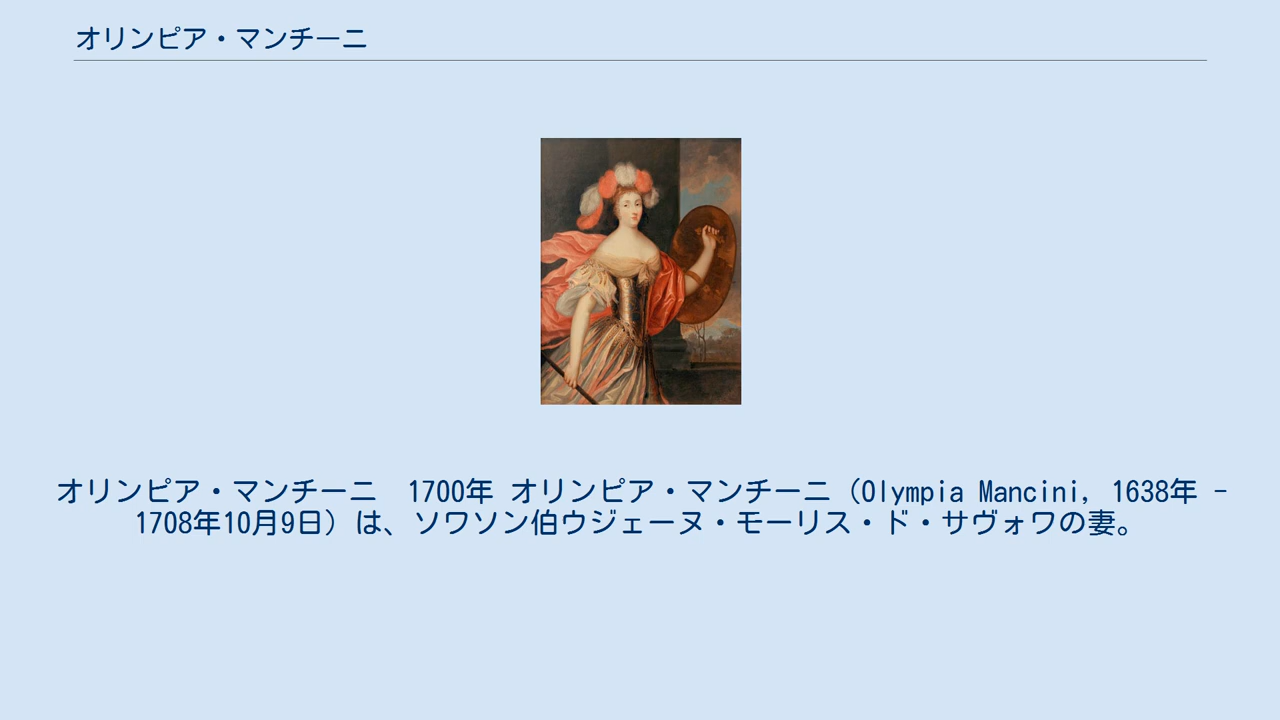 オリンピア・マンチーニ
オリンピア・マンチーニ　1700年 オリンピア・マンチーニ（Olympia Mancini, 1638年 -
1708年10月9日）は、ソワソン伯ウジェーヌ・モーリス・ド・サヴォワの妻。